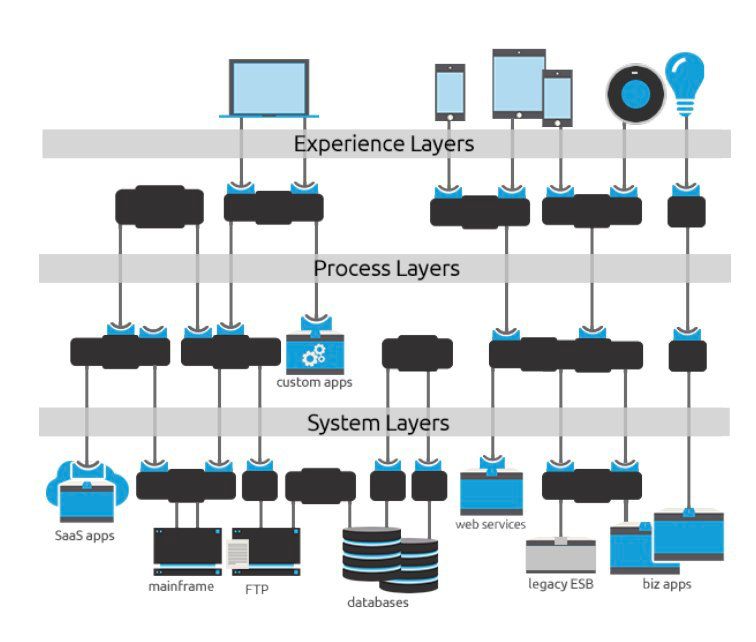 Experience Layers
Process Layers
custom apps
System Layers
SaaS apps
mainframe
FTP
databases
web services
legacy ESB
biz apps